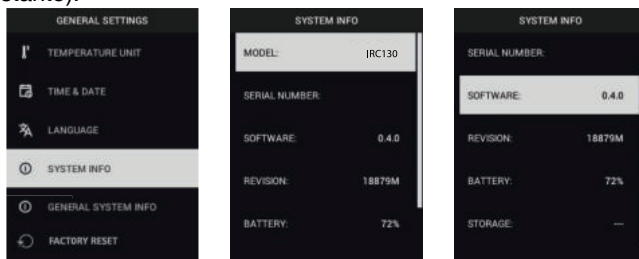 GENERAL SETTINGS
TEMPERATURE UNIT
TIME & DATE
LANGUAGE
SYSTEM INFO
GENERAL SYSTEM INFO
FACTORY RESET
SYSTEM INFO
MODEL: IRC130
SERIAL NUMBER:
SOFTWARE: 0.4.0
REVISION: 18879M
BATTERY: 72%
SYSTEM INFO
SERIAL NUMBER:
SOFTWARE: 0.4.0
REVISION: 18879M
BATTERY: 72%
STORAGE: ---